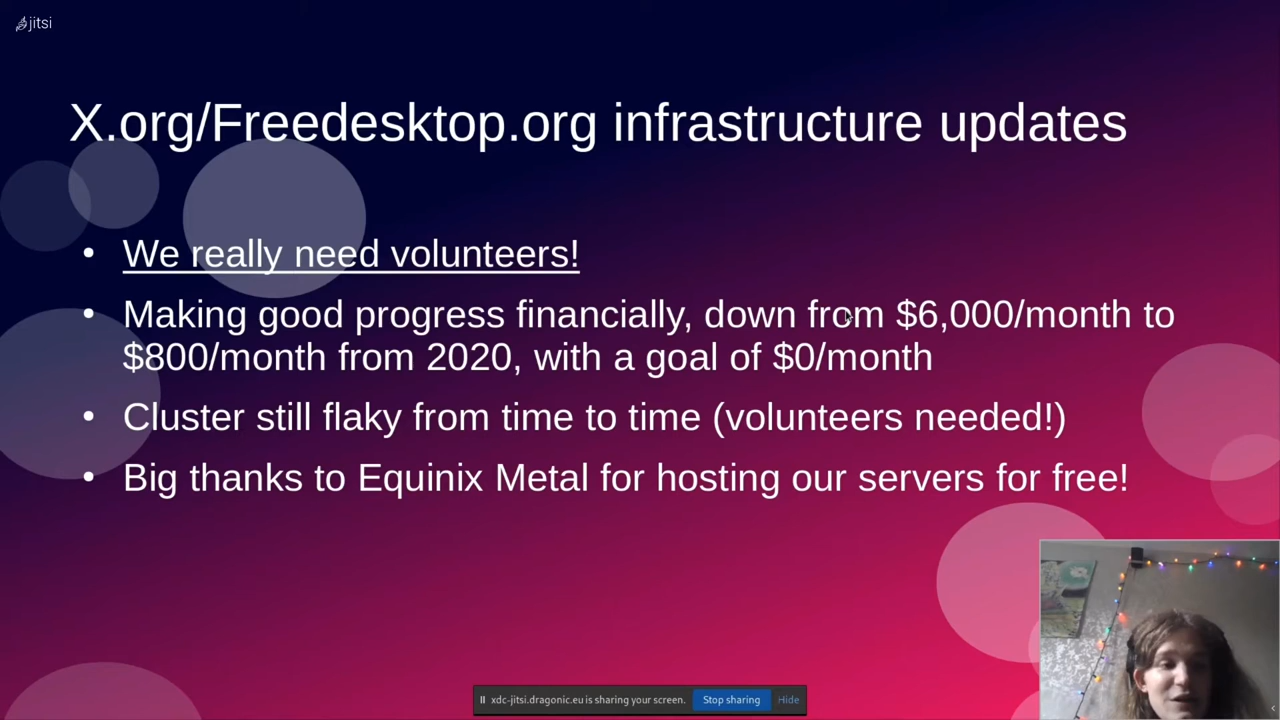 jitsi
X.org/Freedesktop.org infrastructure updates
• We really need volunteers!
• Making good progress financially, down from $6,000/month to
$800/month from 2020, with a goal of $0/month
• Cluster still flaky from time to time (volunteers needed!)
• Big thanks to Equinix Metal for hosting our servers for free!
xdc-jitsi.dragonic.eu is sharing your screen. Stop sharing Hide